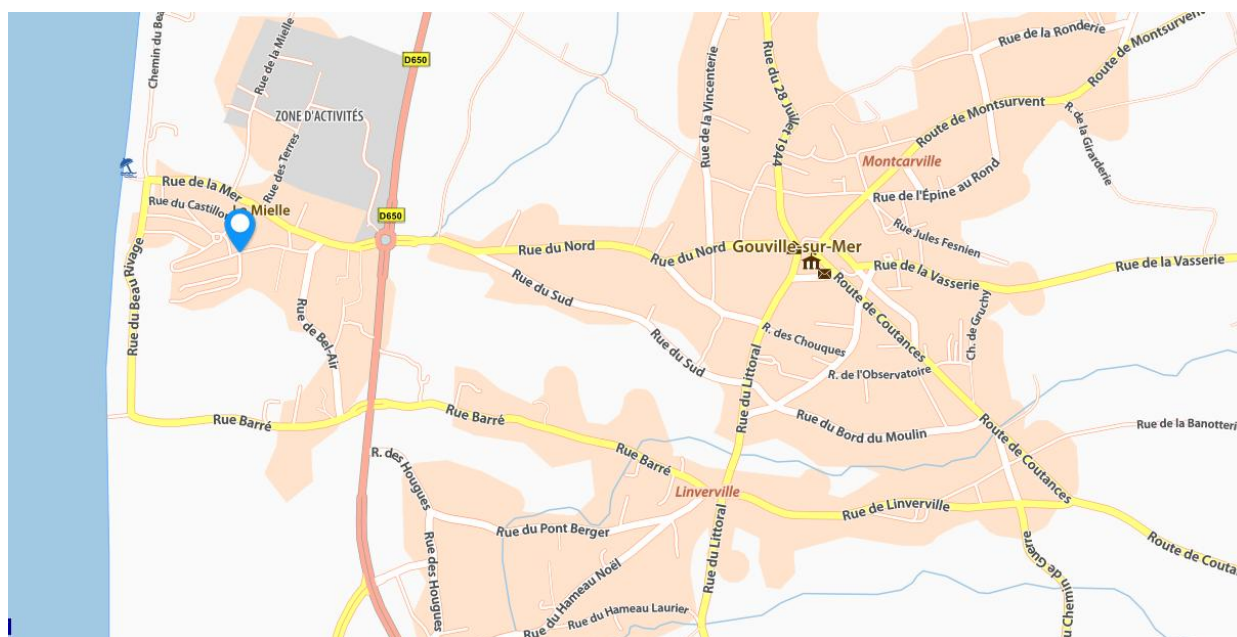 Chemin du Beau
Rue de la Mielle
D650
ZONE D'ACTIVITÉS
Rue des Terres
Rue de la Vincenterie
Rue du 28 Juillet 1944
Rue de la Ronderie
Route de Montsurvent
Route de Montsurvent
R. de la Girarderie
Montcarville
Rue de l'Épine au Rond
Rue de la Mer
Rue du Castillon
La Mielle
D650
Rue Jules Fesnien
Rue du Nord
Rue du Nord
Gouville-sur-Mer
Rue de la Vasserie
Rue de la Vasserie
Rue du Beau Rivage
Rue de Bel-Air
Rue du Sud
Rue du Sud
R. des Chouques
Route de Coutances
Ch. de Gruchy
R. de l'Observatoire
Rue du Littoral
Rue Barré
Rue Barré
Rue Barré
Rue du Bord du Moulin
Route de Coutances
Rue de la Banotteri
R. des Hougues
Linverville
Rue de Linverville
Rue du Pont Berger
Rue des Hougues
Rue du Hameau Noël
Rue du Hameau Laurier
Rue du Littoral
u Chemin de Guerre
Route de Couta